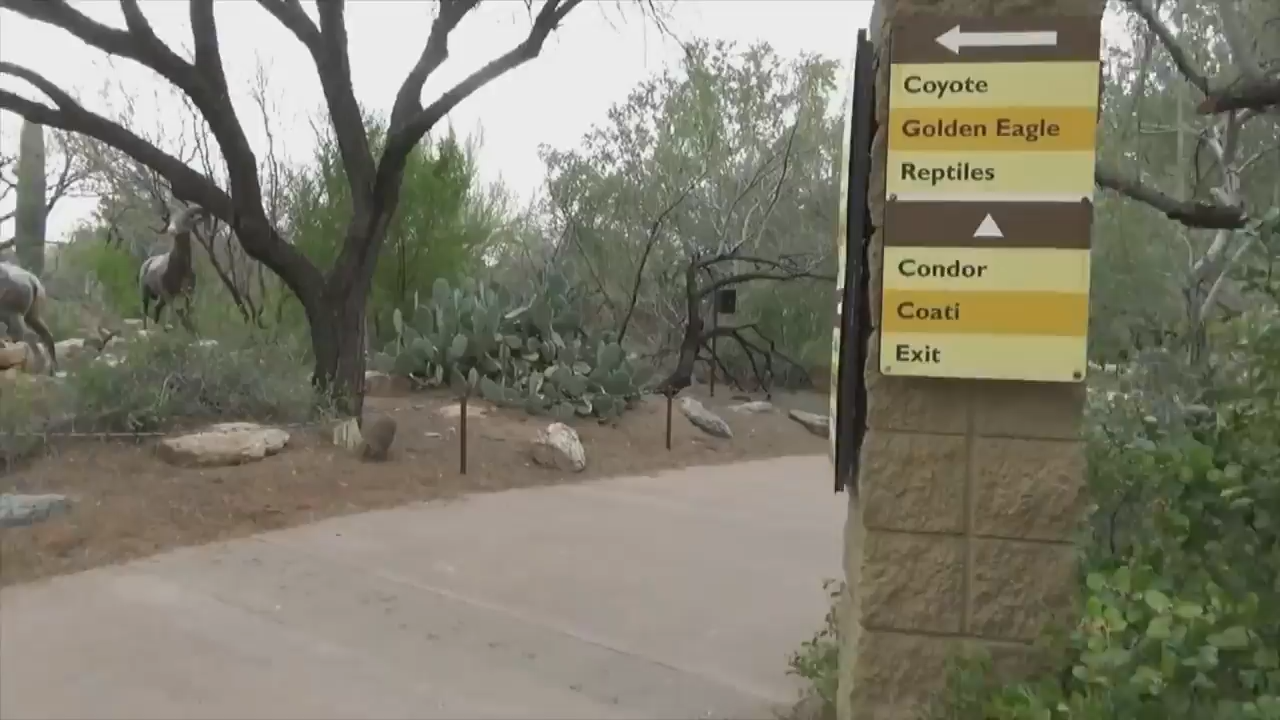 Coyote
Golden Eagle
Reptiles
Condor
Coati
Exit